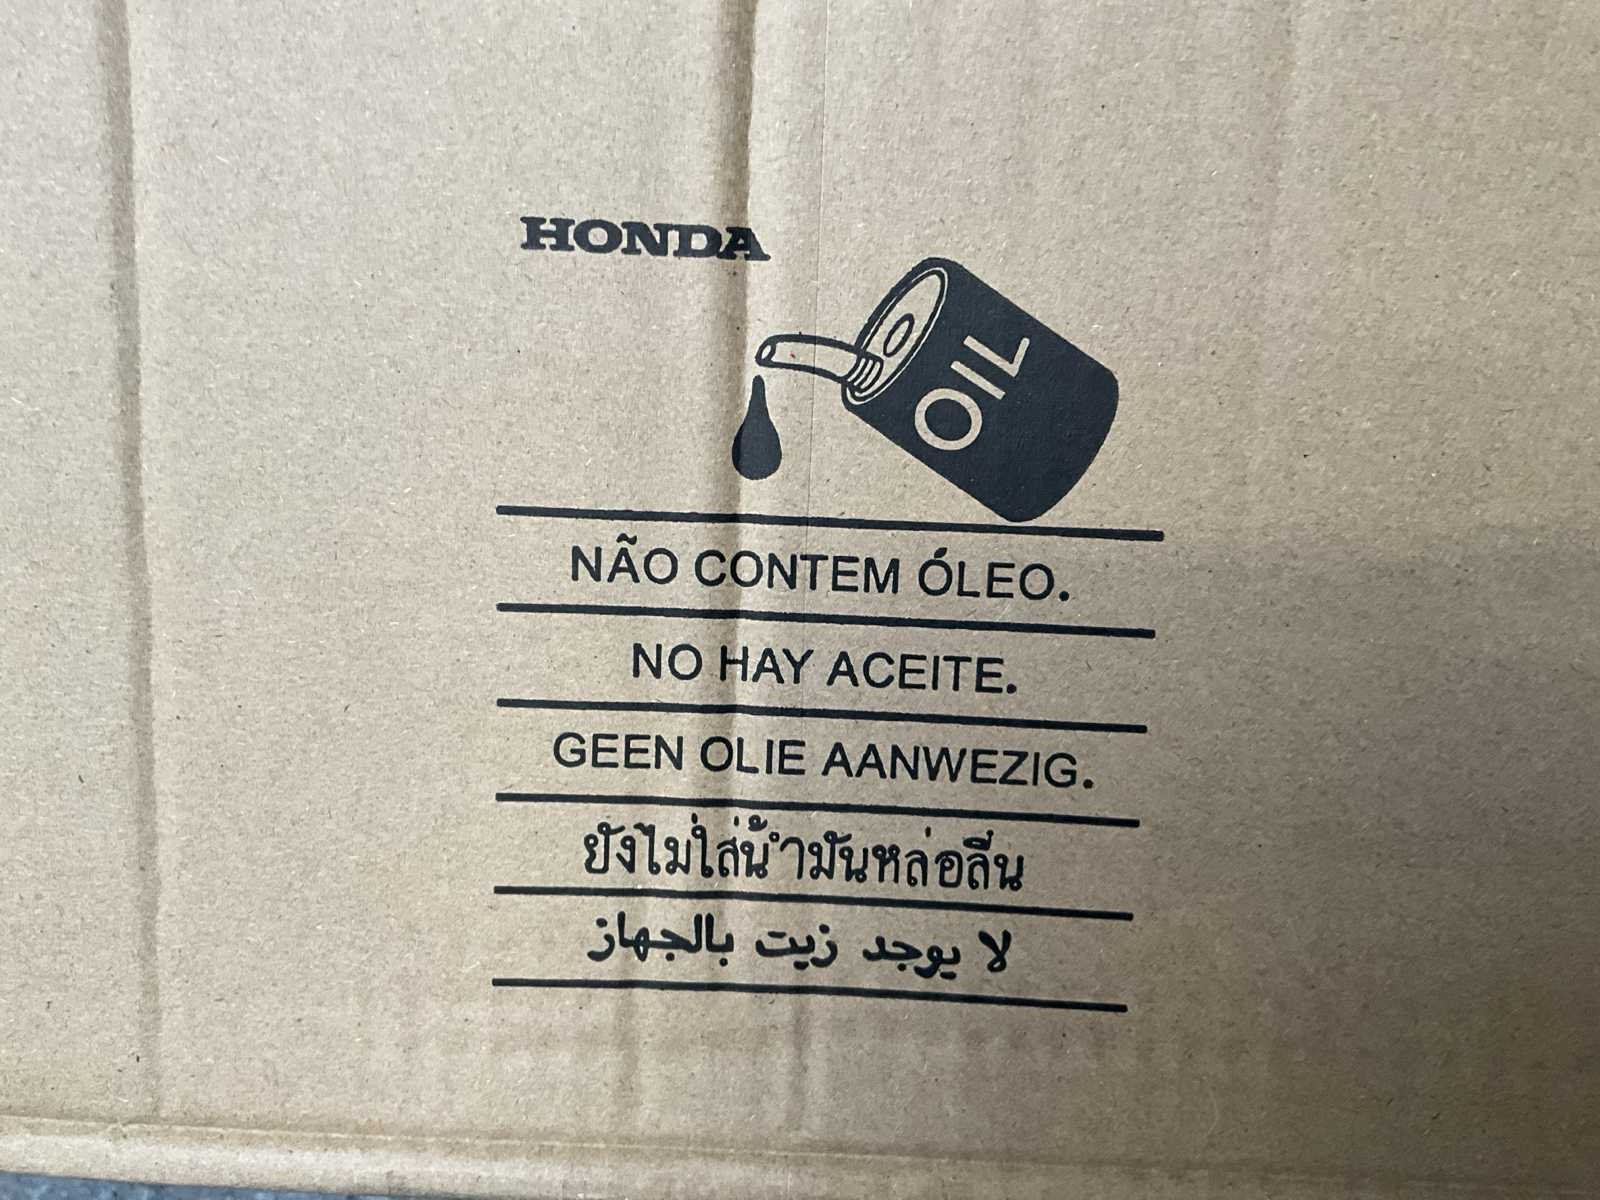 HONDA
OIL
NÃO CONTEM ÓLEO.
NO HAY ACEITE.
GEEN OLIE AANWEZIG.
ยังไม่ใส่น้ำมันหล่อลื่น
لا يوجد زيت بالجهاز